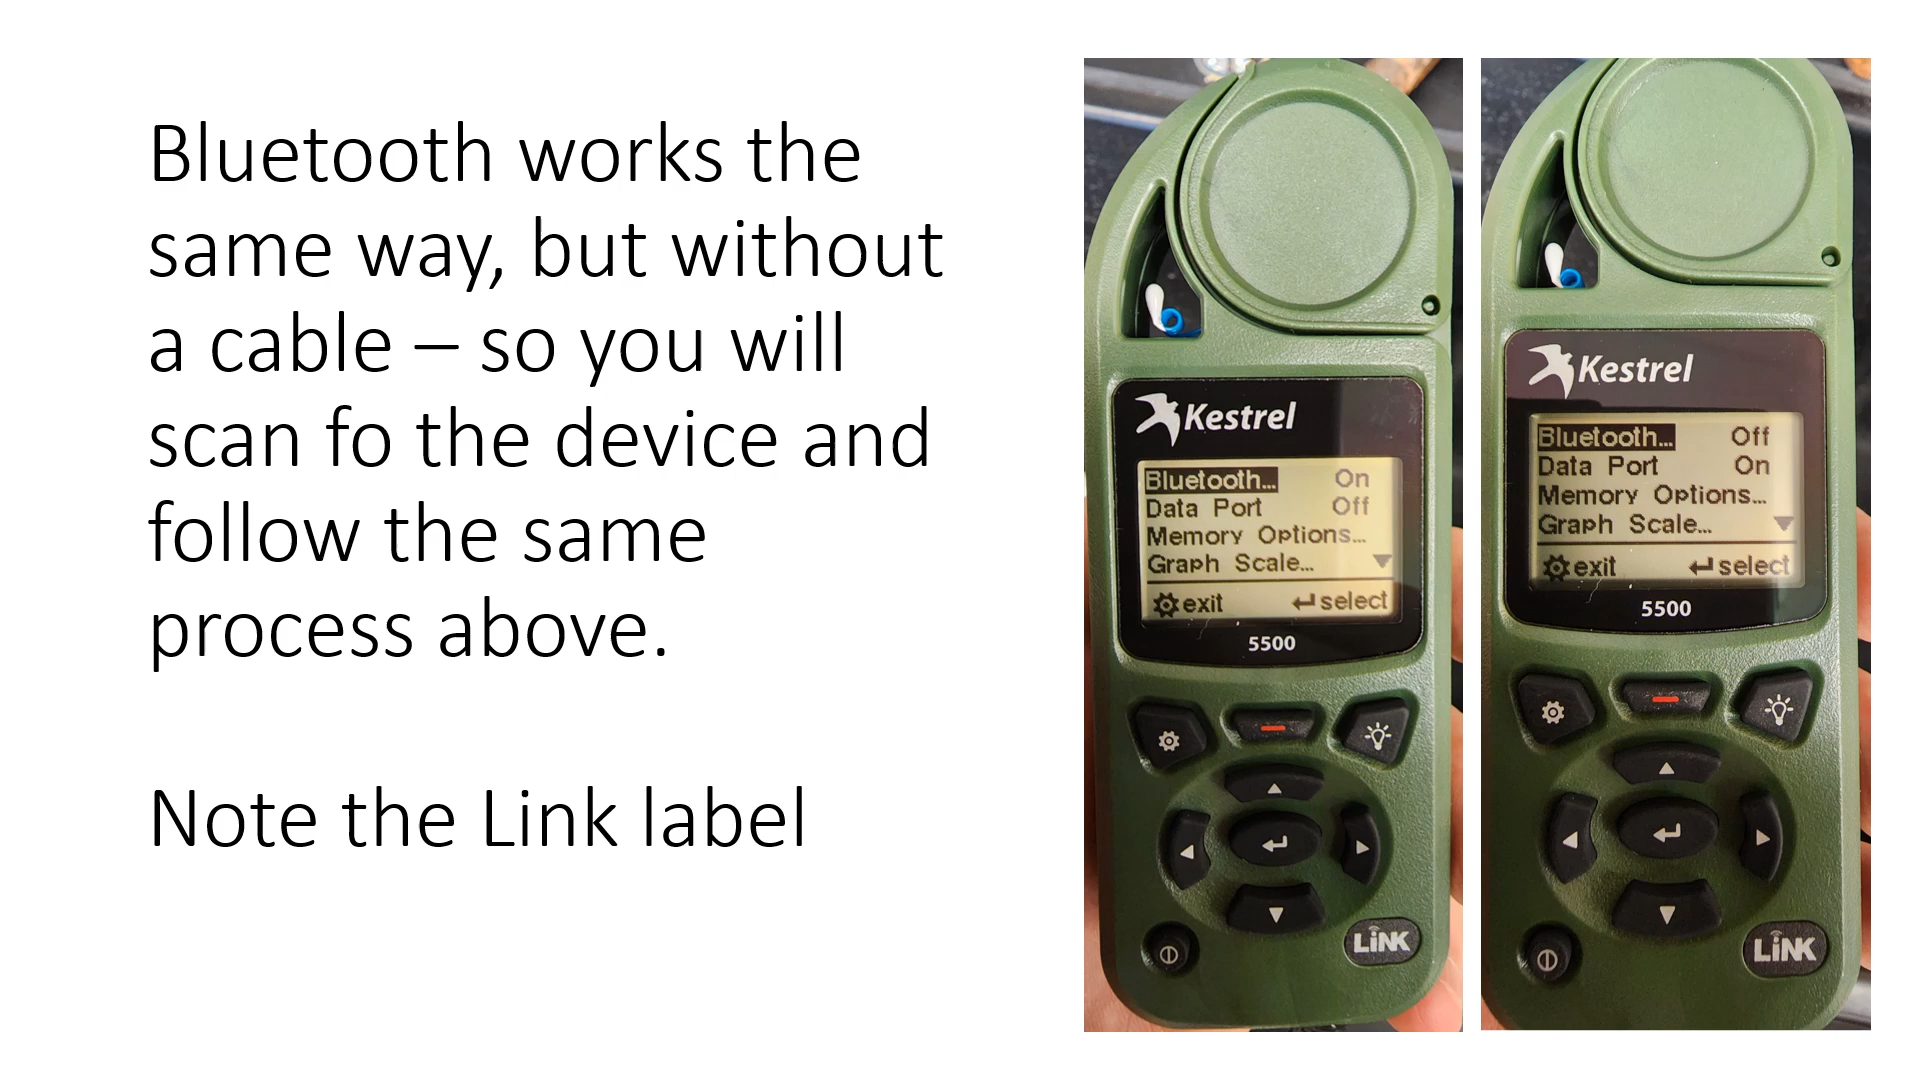 Bluetooth works the
same way, but without
a cable – so you will
scan fo the device and
follow the same
process above.
Note the Link label
Kestrel
Bluetooth... On
Data Port Off
Memory Options...
Graph Scale...
exit select
5500
LiNK
Kestrel
Bluetooth... Off
Data Port On
Memory Options...
Graph Scale...
exit select
5500
LiNK